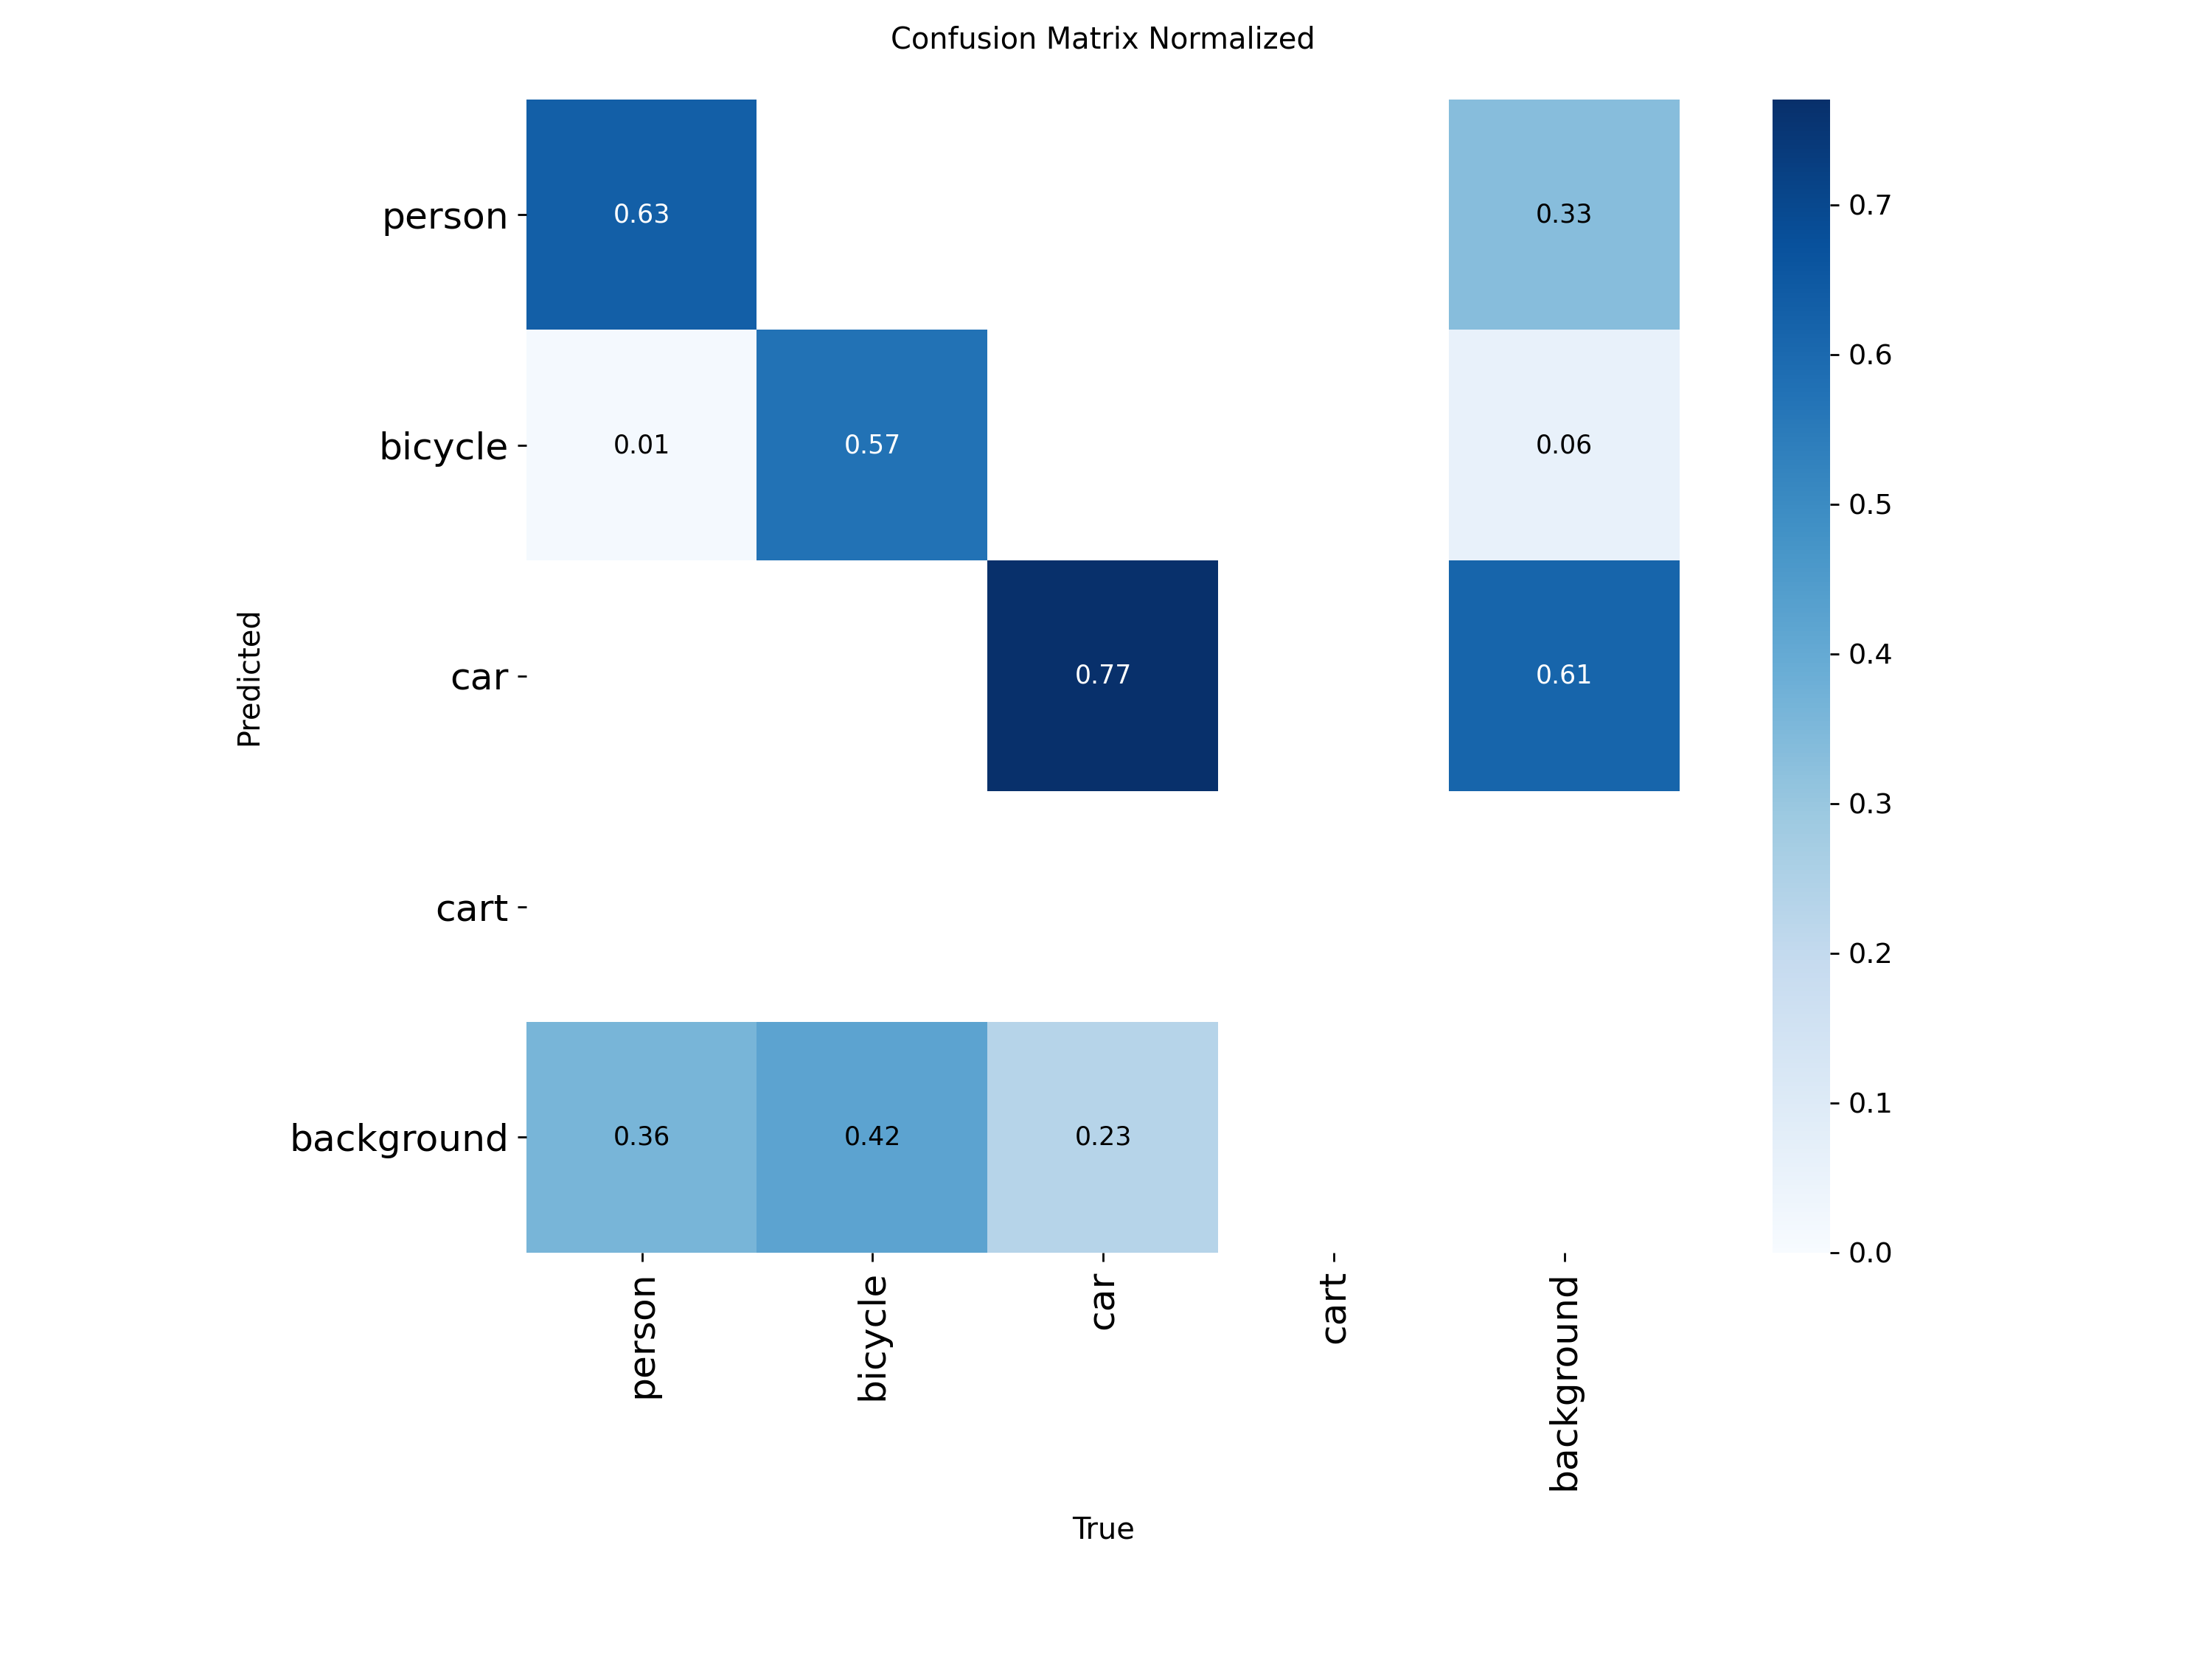 Confusion Matrix Normalized
person
0.63
0.33
0.7
0.6
bicycle
0.01
0.57
0.06
0.5
Predicted
car
0.77
0.61
0.4
0.3
cart
0.2
0.1
background
0.36
0.42
0.23
0.0
person
bicycle
car
cart
background
True